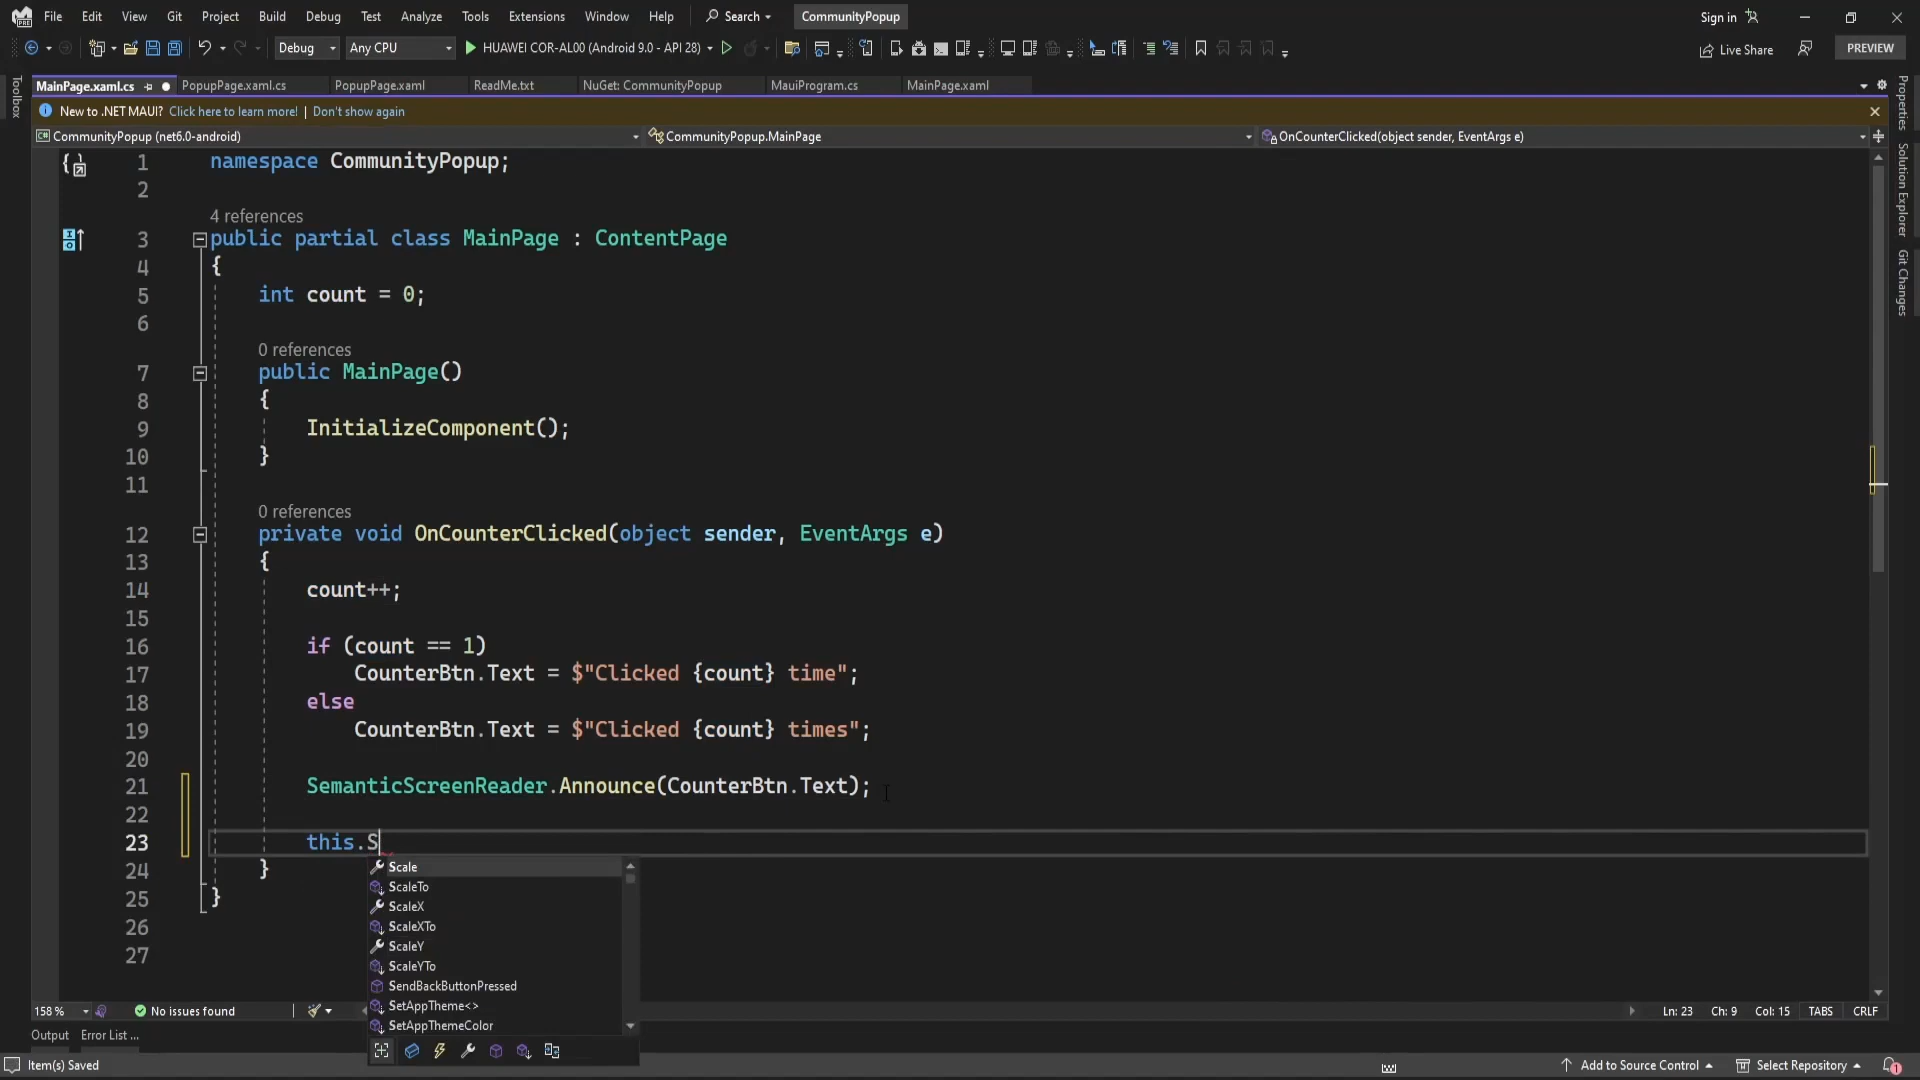 File Edit View Git Project Build Debug Test Analyze Tools Extensions Window Help Search CommunityPopup Sign in
Debug Any CPU HUAWEI COR-AL00 (Android 9.0 - API 28) Live Share PREVIEW
MainPage.xaml.cs PopupPage.xaml.cs PopupPage.xaml ReadMe.txt NuGet: CommunityPopup MauiProgram.cs MainPage.xaml
New to .NET MAUI? Click here to learn more! | Don't show again
CommunityPopup (net6.0-android) CommunityPopup.MainPage OnCounterClicked(object sender, EventArgs e)
Toolbox
Properties
Solution Explorer
Git Changes
1 namespace CommunityPopup;
2
4 references
3 public partial class MainPage : ContentPage
4 {
5 int count = 0;
6
0 references
7 public MainPage()
8 {
9 InitializeComponent();
10 }
11
0 references
12 private void OnCounterClicked(object sender, EventArgs e)
13 {
14 count++;
15
16 if (count == 1)
17 CounterBtn.Text = $"Clicked {count} time";
18 else
19 CounterBtn.Text = $"Clicked {count} times";
20
21 SemanticScreenReader.Announce(CounterBtn.Text);
22
23 this.S
24 }
25 }
26
27
Scale
ScaleTo
ScaleX
ScaleXTo
ScaleY
ScaleYTo
SendBackButtonPressed
SetAppTheme<>
SetAppThemeColor
158 % No issues found Ln: 23 Ch: 9 Col: 15 TABS CRLF
Output Error List ...
Item(s) Saved Add to Source Control Select Repository 1